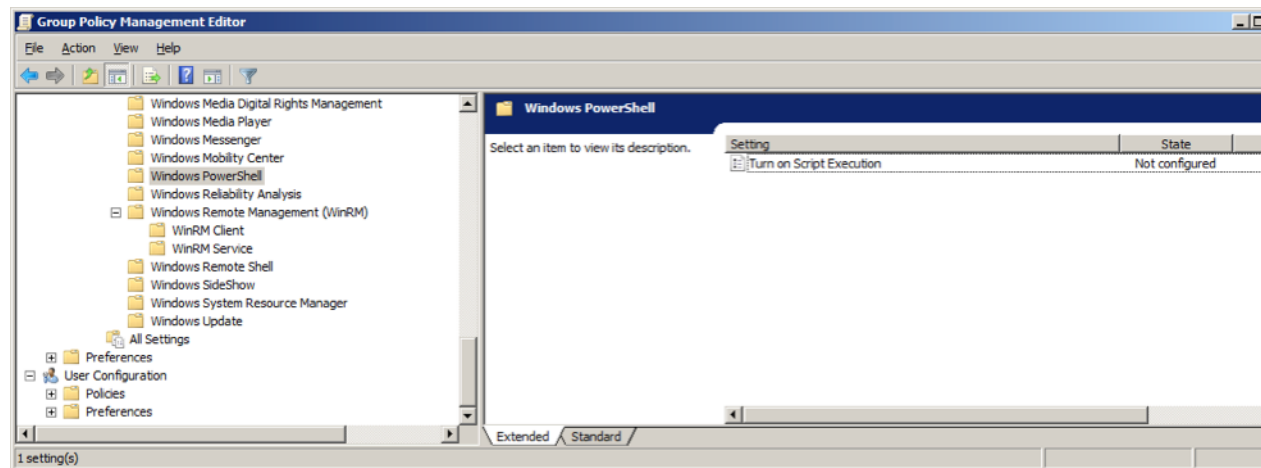 Group Policy Management Editor
File Action View Help
Windows Media Digital Rights Management
Windows Media Player
Windows Messenger
Windows Mobility Center
Windows PowerShell
Windows Reliability Analysis
Windows Remote Management (WinRM)
WinRM Client
WinRM Service
Windows Remote Shell
Windows SideShow
Windows System Resource Manager
Windows Update
All Settings
Preferences
User Configuration
Policies
Preferences
Windows PowerShell
Select an item to view its description.
Setting State
Turn on Script Execution Not configured
Extended Standard
1 setting(s)